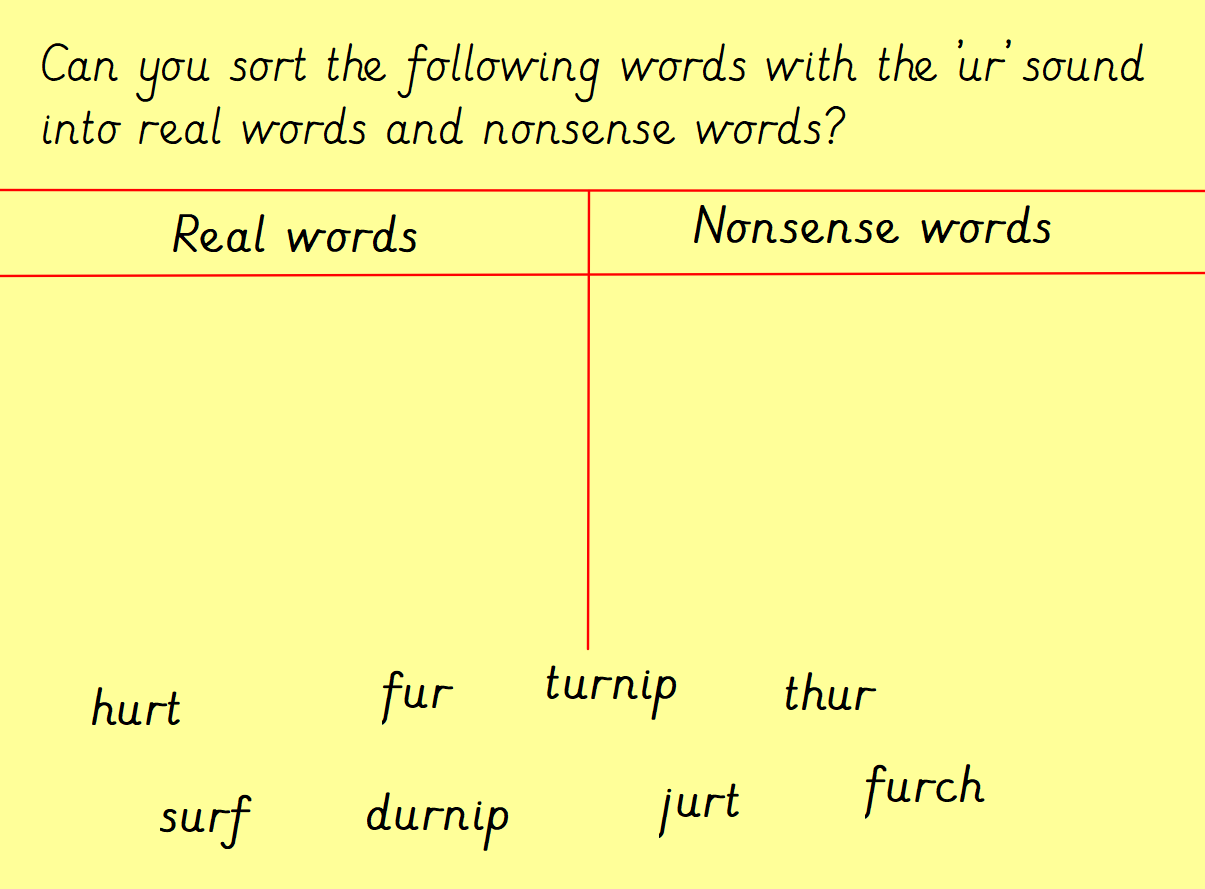 Can you sort the following words with the 'ur' sound
into real words and nonsense words?
Real words
Nonsense words
hurt
fur
turnip
thur
surf
durnip
jurt
furch